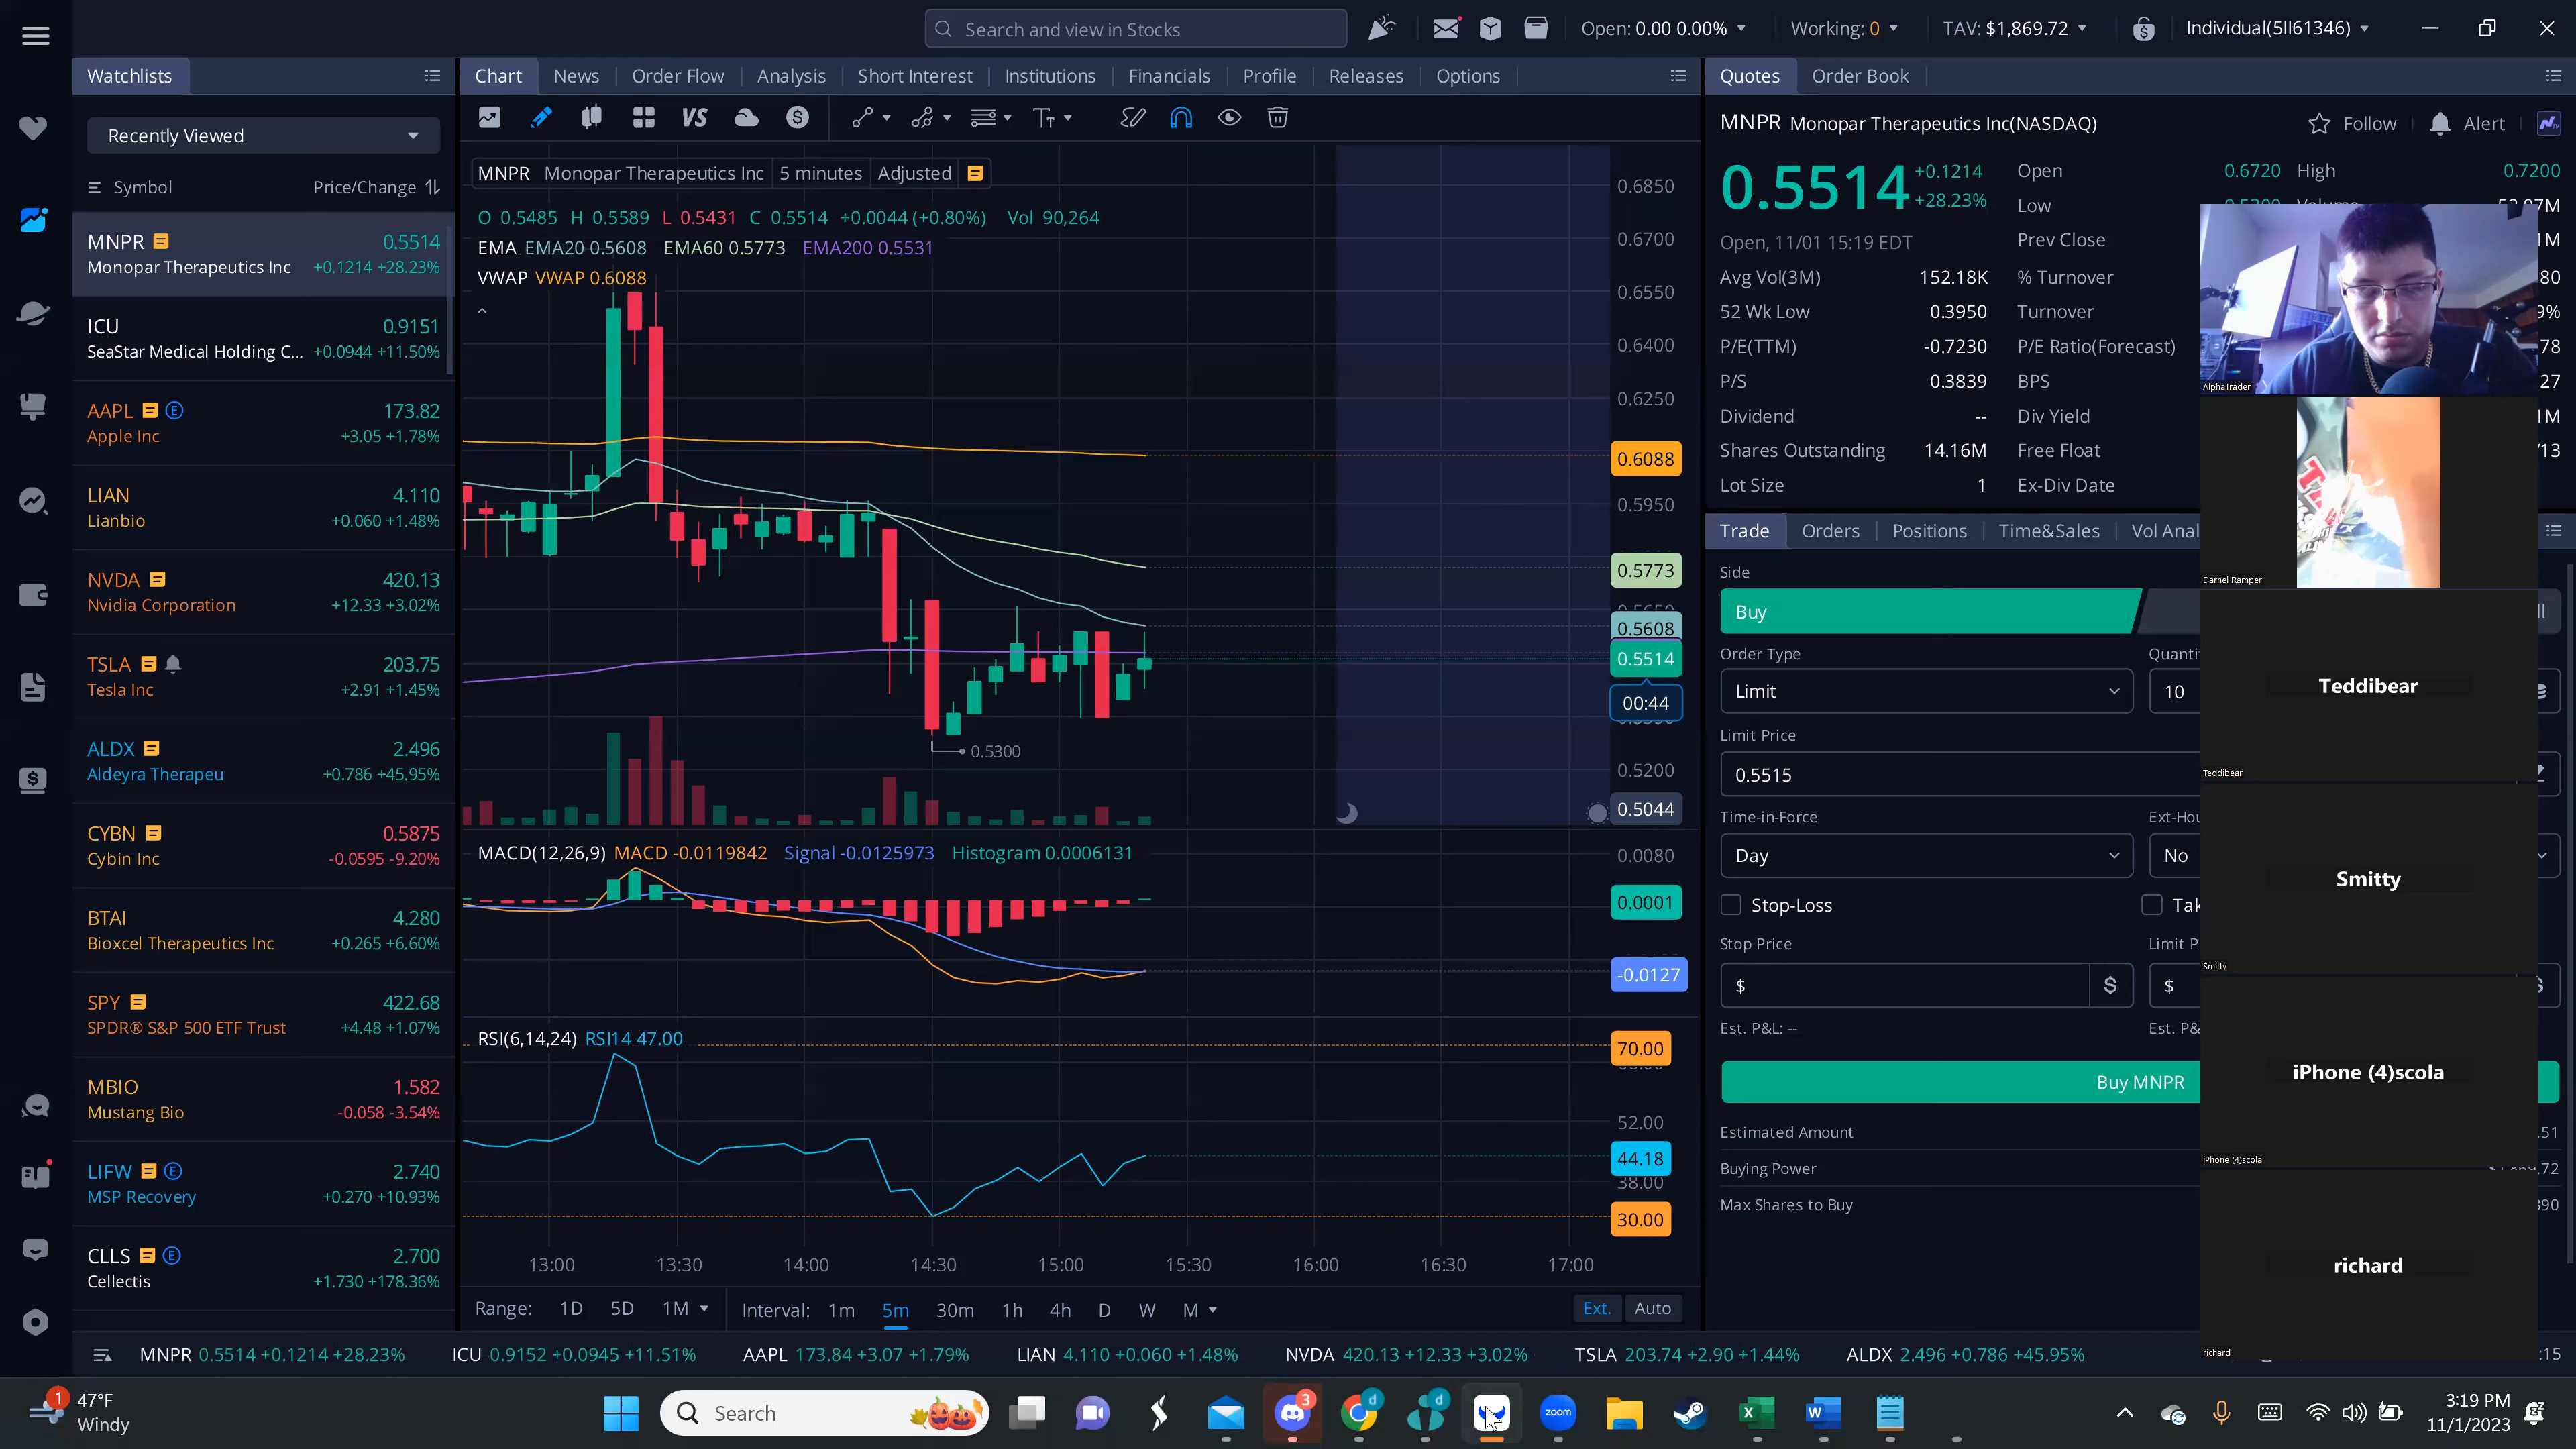 Search and view in Stocks
Open: 0.00 0.00%
Working: 0
TAV: $1,869.72
Individual(5II61346)
Watchlists
Chart News Order Flow Analysis Short Interest Institutions Financials Profile Releases Options
Quotes Order Book
Recently Viewed
Symbol Price/Change
MNPR 0.5514
Monopar Therapeutics Inc +0.1214 +28.23%
ICU 0.9151
SeaStar Medical Holding C... +0.0944 +11.50%
AAPL E 173.82
Apple Inc +3.05 +1.78%
LIAN 4.110
Lianbio +0.060 +1.48%
NVDA 420.13
Nvidia Corporation +12.33 +3.02%
TSLA 203.75
Tesla Inc +2.91 +1.45%
ALDX 2.496
Aldeyra Therapeu +0.786 +45.95%
CYBN 0.5875
Cybin Inc -0.0595 -9.20%
BTAI 4.280
Bioxcel Therapeutics Inc +0.265 +6.60%
SPY 422.68
SPDR® S&P 500 ETF Trust +4.48 +1.07%
MBIO 1.582
Mustang Bio -0.058 -3.54%
LIFW E 2.740
MSP Recovery +0.270 +10.93%
CLLS E 2.700
Cellectis +1.730 +178.36%
VS
MNPR Monopar Therapeutics Inc 5 minutes Adjusted
O 0.5485 H 0.5589 L 0.5431 C 0.5514 +0.0044 (+0.80%) Vol 90,264
EMA EMA20 0.5608 EMA60 0.5773 EMA200 0.5531
VWAP VWAP 0.6088
0.6850
0.6700
0.6550
0.6400
0.6250
0.6088
0.5950
0.5773
0.5608
0.5514
00:44
0.5300
0.5200
0.5044
MACD(12,26,9) MACD -0.0119842 Signal -0.0125973 Histogram 0.0006131
0.0080
0.0001
-0.0127
RSI(6,14,24) RSI14 47.00
70.00
52.00
44.18
38.00
30.00
13:00 13:30 14:00 14:30 15:00 15:30 16:00 16:30 17:00
Range: 1D 5D 1M Interval: 1m 5m 30m 1h 4h D W M Ext. Auto
MNPR Monopar Therapeutics Inc(NASDAQ) Follow Alert
0.5514 +0.1214
+28.23%
Open, 11/01 15:19 EDT
Open 0.6720 High 0.7200
Low
Prev Close
Avg Vol(3M) 152.18K % Turnover
52 Wk Low 0.3950 Turnover
P/E(TTM) -0.7230 P/E Ratio(Forecast)
P/S 0.3839 BPS
Dividend -- Div Yield
Shares Outstanding 14.16M Free Float
Lot Size 1 Ex-Div Date
Trade Orders Positions Time&Sales
Side
Buy
Order Type
Limit 10
Limit Price
0.5515
Time-in-Force
Day No
Stop-Loss
Stop Price
$ $ $
Est. P&L: --
Buy MNPR
Estimated Amount
Buying Power
Max Shares to Buy
AlphaTrader
Darnel Ramper
Teddibear
Teddibear
Smitty
Smitty
iPhone (4)scola
iPhone (4)scola
richard
richard
MNPR 0.5514 +0.1214 +28.23% ICU 0.9152 +0.0945 +11.51% AAPL 173.84 +3.07 +1.79% LIAN 4.110 +0.060 +1.48% NVDA 420.13 +12.33 +3.02% TSLA 203.74 +2.90 +1.44% ALDX 2.496 +0.786 +45.95%
1 47°F
Windy
Search
3
d
d
zoom
3:19 PM
11/1/2023